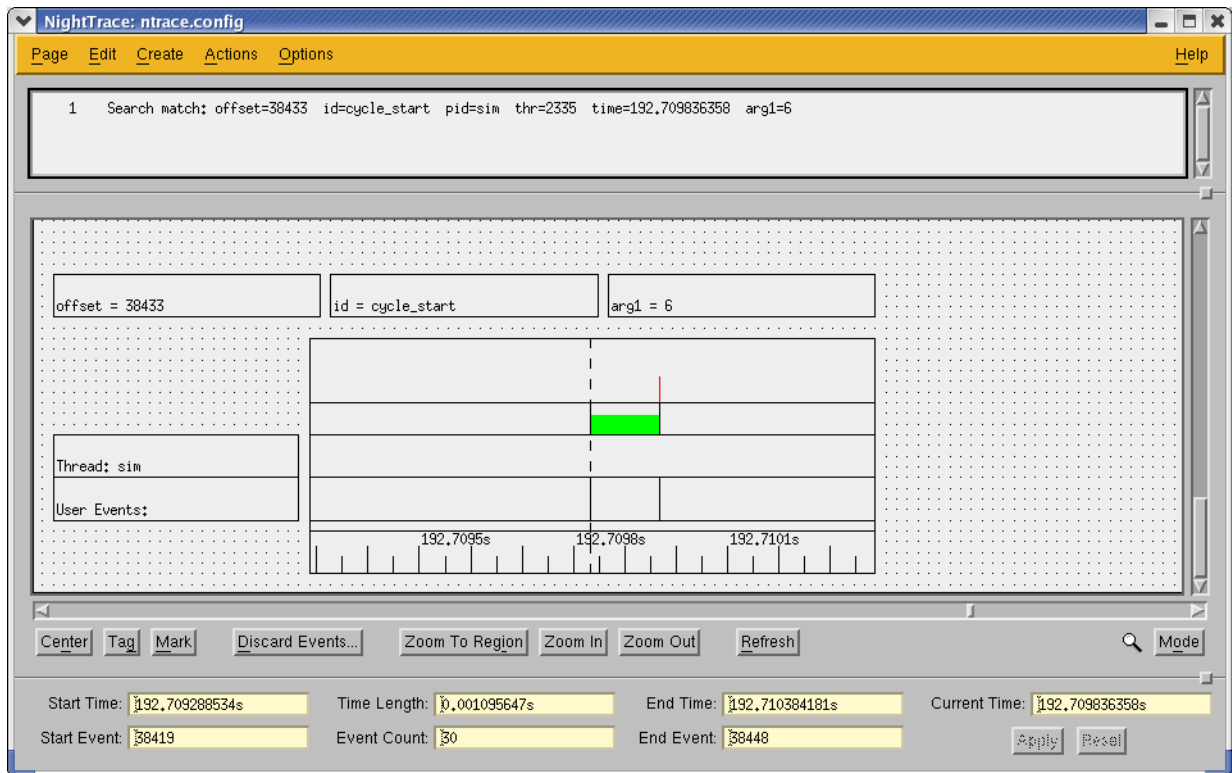 NightTrace: ntrace.config
Page Edit Create Actions Options Help
1 Search match: offset=38433 id=cycle_start pid=sim thr=2335 time=192.709836358 arg1=6
offset = 38433 id = cycle_start arg1 = 6
Thread: sim
User Events:
192.7095s 192.7098s 192.7101s
Center Tag Mark Discard Events... Zoom To Region Zoom In Zoom Out Refresh Mode
Start Time: 192.709288534s Time Length: 0.001095647s End Time: 192.710384181s Current Time: 192.709836358s
Start Event: 38419 Event Count: 30 End Event: 38448 Apply Reset